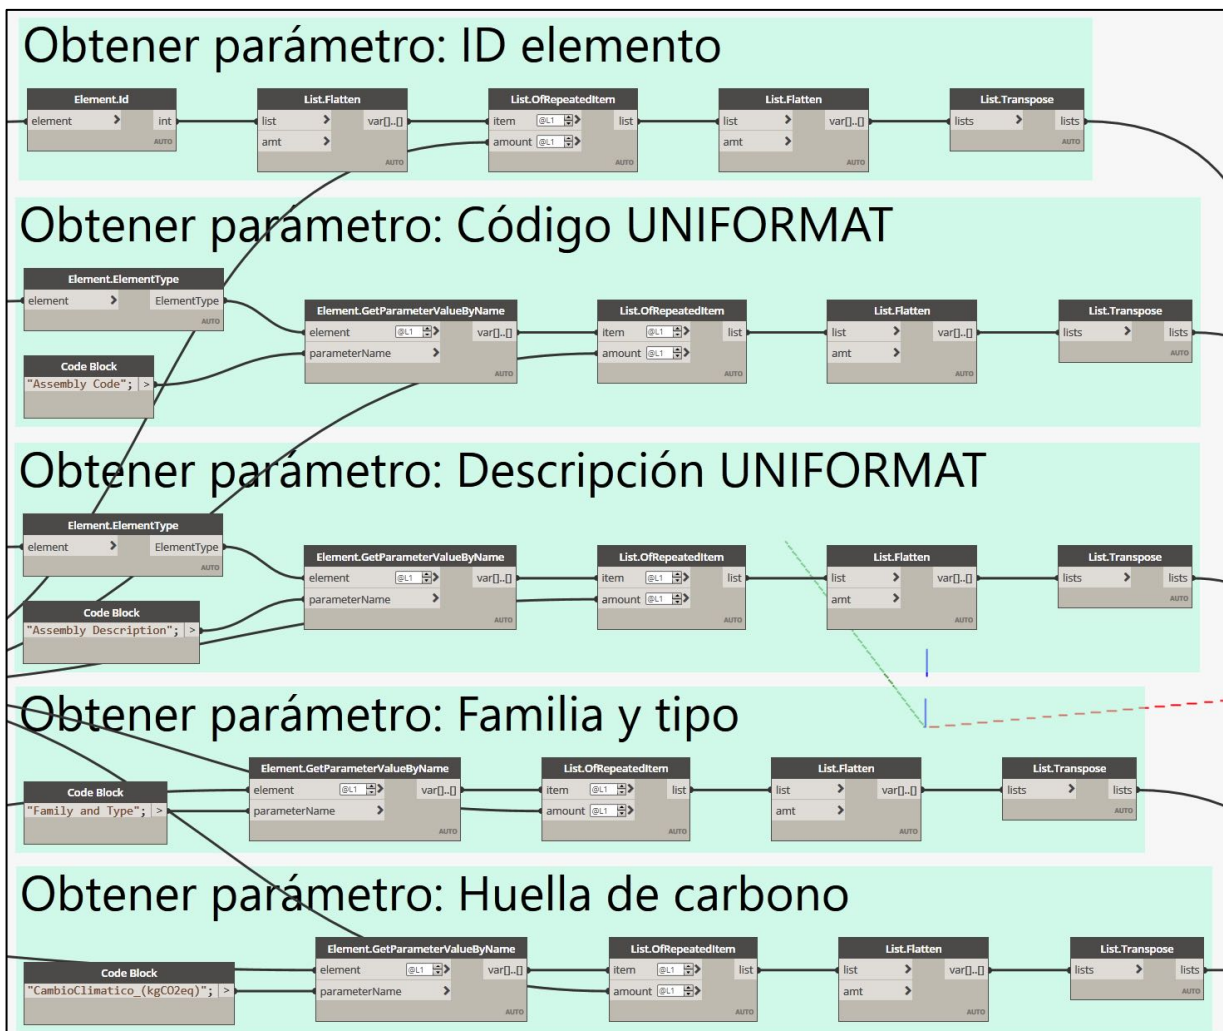 Obtener parámetro: ID elemento
Element.Id
element > int
AUTO
List.Flatten
list > var[]..[]
amt >
AUTO
List.OfRepeatedItem
item @L1 > list
amount @L1 >
AUTO
List.Flatten
list > var[]..[]
amt >
AUTO
List.Transpose
lists > lists
AUTO
Obtener parámetro: Código UNIFORMAT
Element.ElementType
element > ElementType
AUTO
Code Block
"Assembly Code"; >
Element.GetParameterValueByName
element @L1 > var[]..[]
parameterName >
AUTO
List.OfRepeatedItem
item @L1 > list
amount @L1 >
AUTO
List.Flatten
list > var[]..[]
amt >
AUTO
List.Transpose
lists > lists
AUTO
Obtener parámetro: Descripción UNIFORMAT
Element.ElementType
element > ElementType
AUTO
Code Block
"Assembly Description"; >
Element.GetParameterValueByName
element @L1 > var[]..[]
parameterName >
AUTO
List.OfRepeatedItem
item @L1 > list
amount @L1 >
AUTO
List.Flatten
list > var[]..[]
amt >
AUTO
List.Transpose
lists > lists
AUTO
Obtener parámetro: Familia y tipo
Code Block
"Family and Type"; >
Element.GetParameterValueByName
element @L1 > var[]..[]
parameterName >
AUTO
List.OfRepeatedItem
item @L1 > list
amount @L1 >
AUTO
List.Flatten
list > var[]..[]
amt >
AUTO
List.Transpose
lists > lists
AUTO
Obtener parámetro: Huella de carbono
Code Block
"CambioClimatico_(kgCO2eq)"; >
Element.GetParameterValueByName
element @L1 > var[]..[]
parameterName >
AUTO
List.OfRepeatedItem
item @L1 > list
amount @L1 >
AUTO
List.Flatten
list > var[]..[]
amt >
AUTO
List.Transpose
lists > lists
AUTO